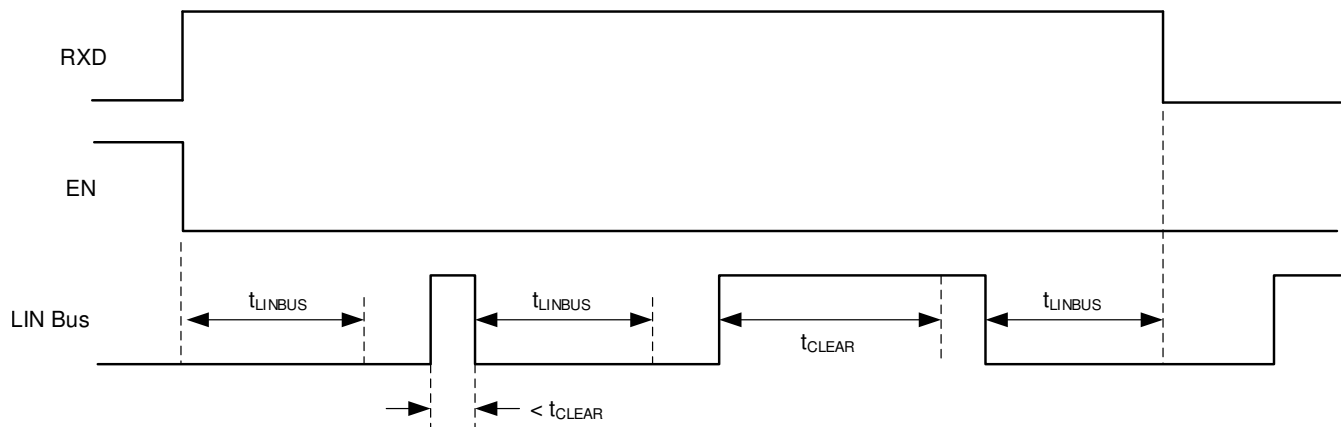 RXD
EN
LIN Bus
tLINBUS
tLINBUS
tCLEAR
tLINBUS
< tCLEAR